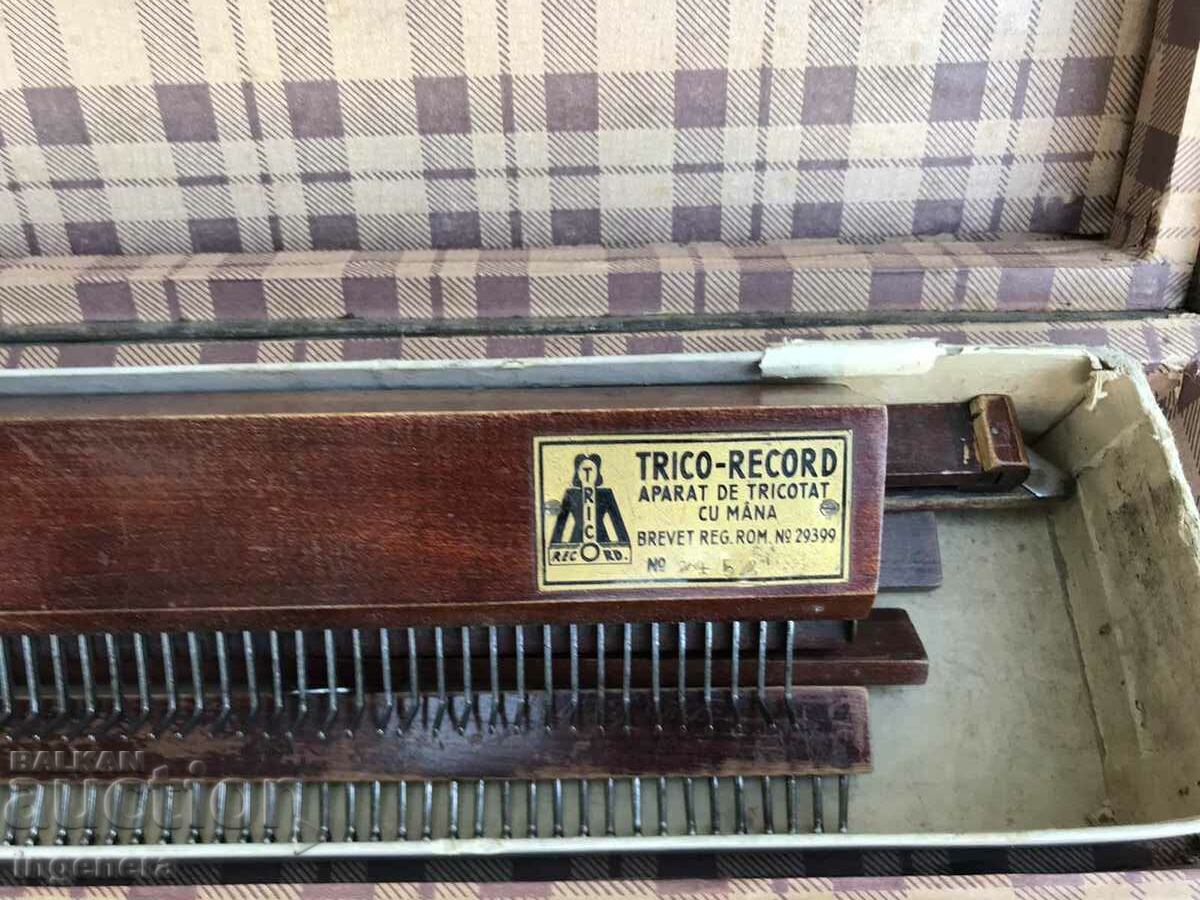 TRICO
RECORD.
TRICO-RECORD
APARAT DE TRICOTAT
CU MÂNA
BREVET REG. ROM. Nº 29399
Nº
BALKAN
auction
ingenera